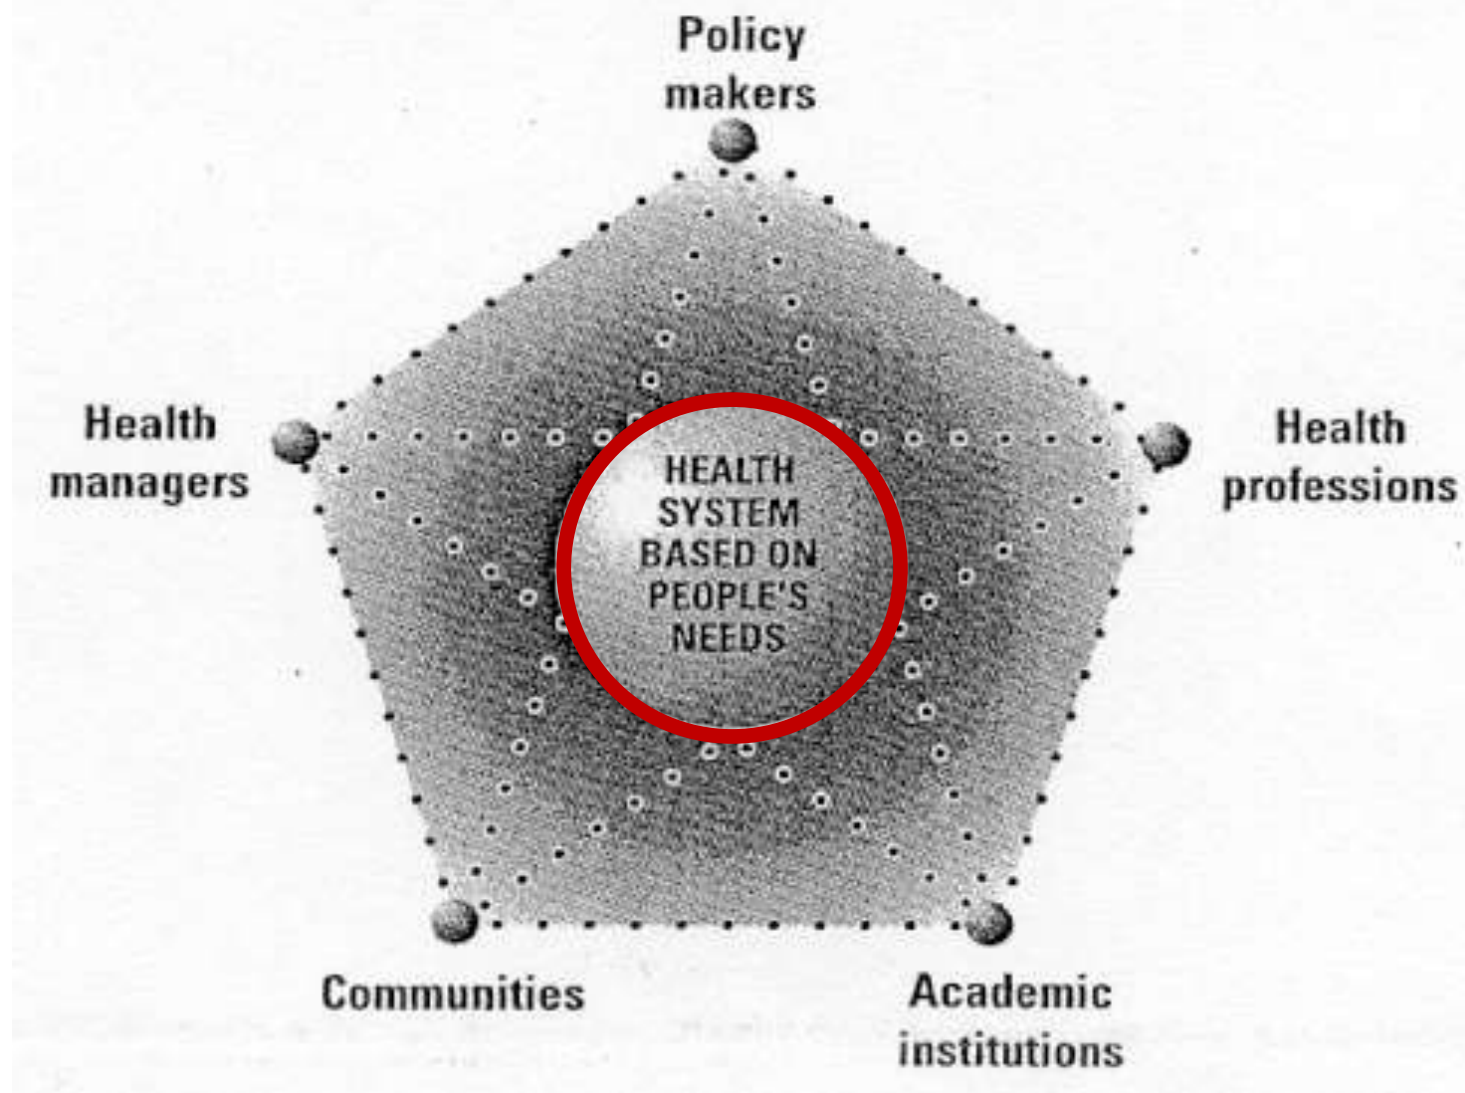 Policy
makers
Health
managers
Health
professions
HEALTH
SYSTEM
BASED ON
PEOPLE'S
NEEDS
Communities
Academic
institutions